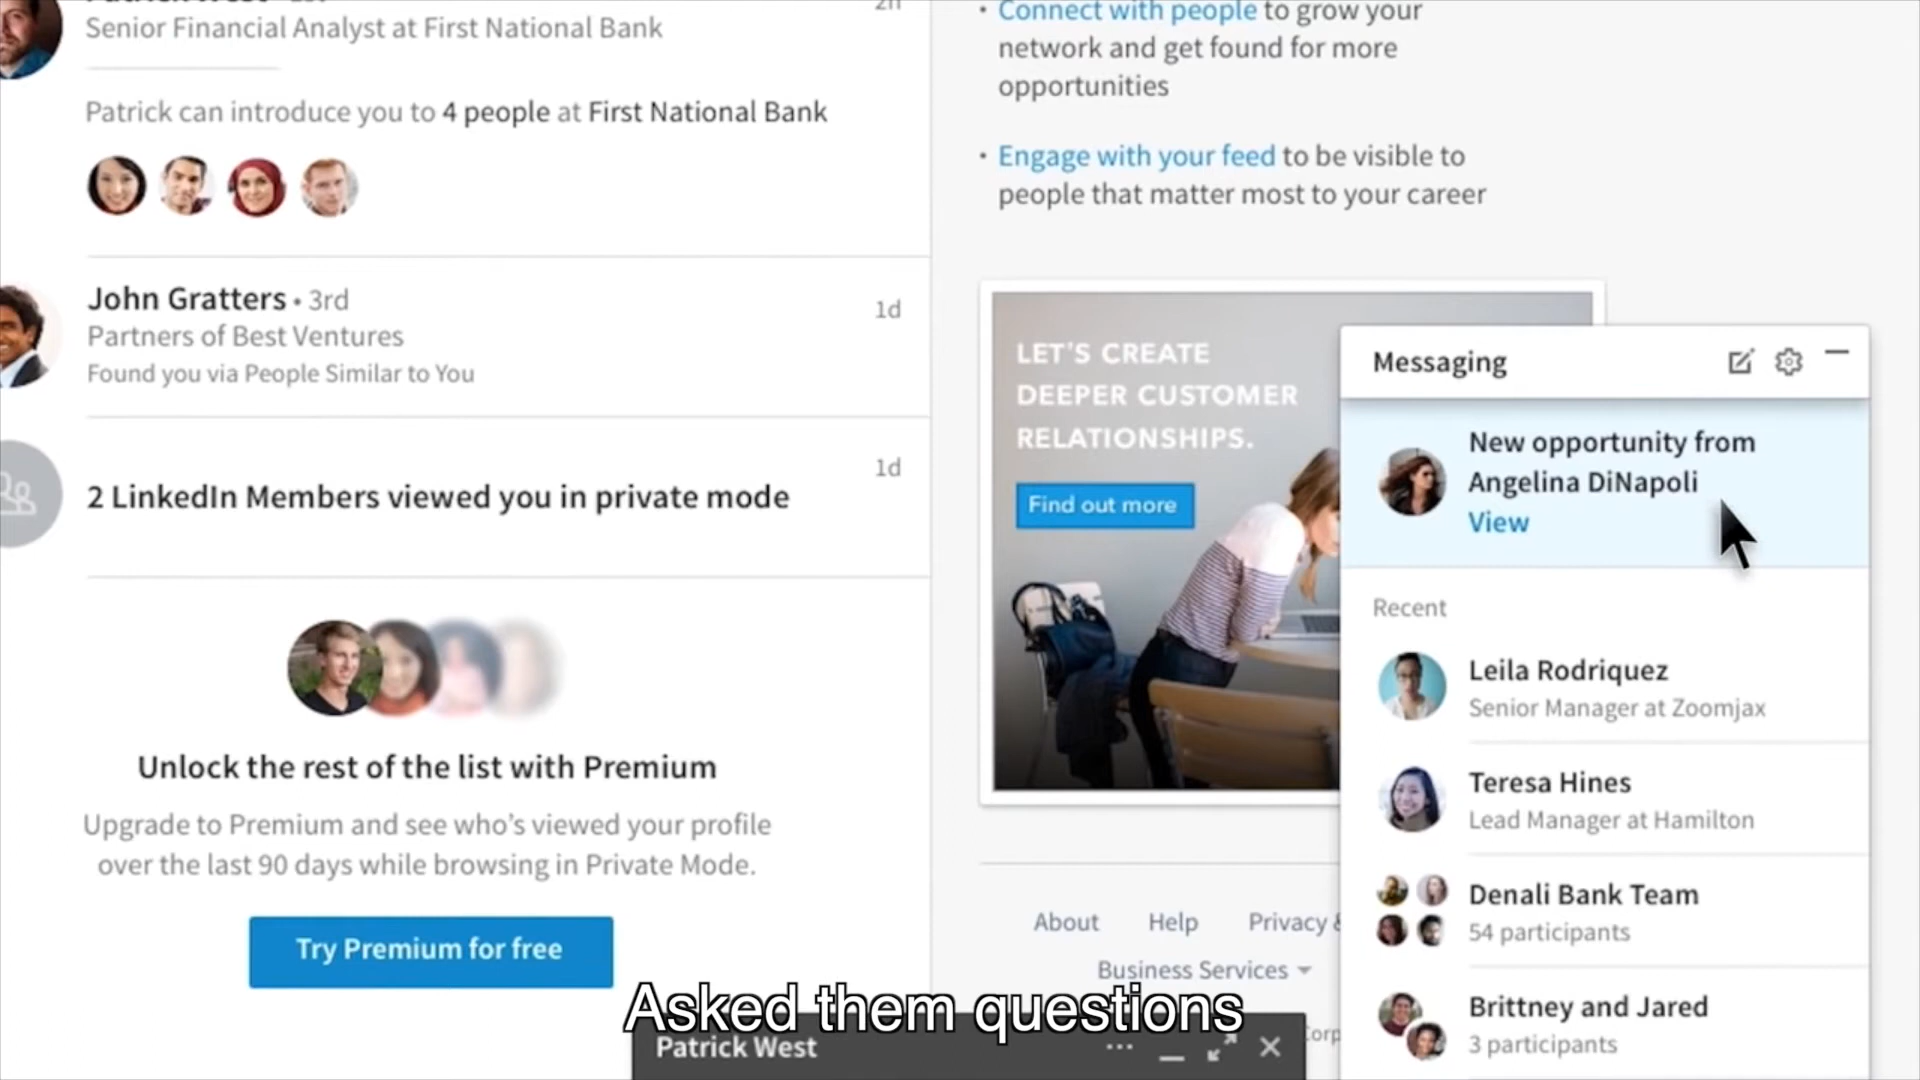 2h
Senior Financial Analyst at First National Bank
Patrick can introduce you to 4 people at First National Bank
John Gratters • 3rd
1d
Partners of Best Ventures
Found you via People Similar to You
1d
2 LinkedIn Members viewed you in private mode
Unlock the rest of the list with Premium
Upgrade to Premium and see who's viewed your profile
over the last 90 days while browsing in Private Mode.
Try Premium for free
• Connect with people to grow your
network and get found for more
opportunities
• Engage with your feed to be visible to
people that matter most to your career
LET'S CREATE
DEEPER CUSTOMER
RELATIONSHIPS.
Find out more
About Help Privacy &
Business Services
Messaging
New opportunity from
Angelina DiNapoli
View
Recent
Leila Rodriquez
Senior Manager at Zoomjax
Teresa Hines
Lead Manager at Hamilton
Denali Bank Team
54 participants
Brittney and Jared
3 participants
Asked them questions
Patrick West